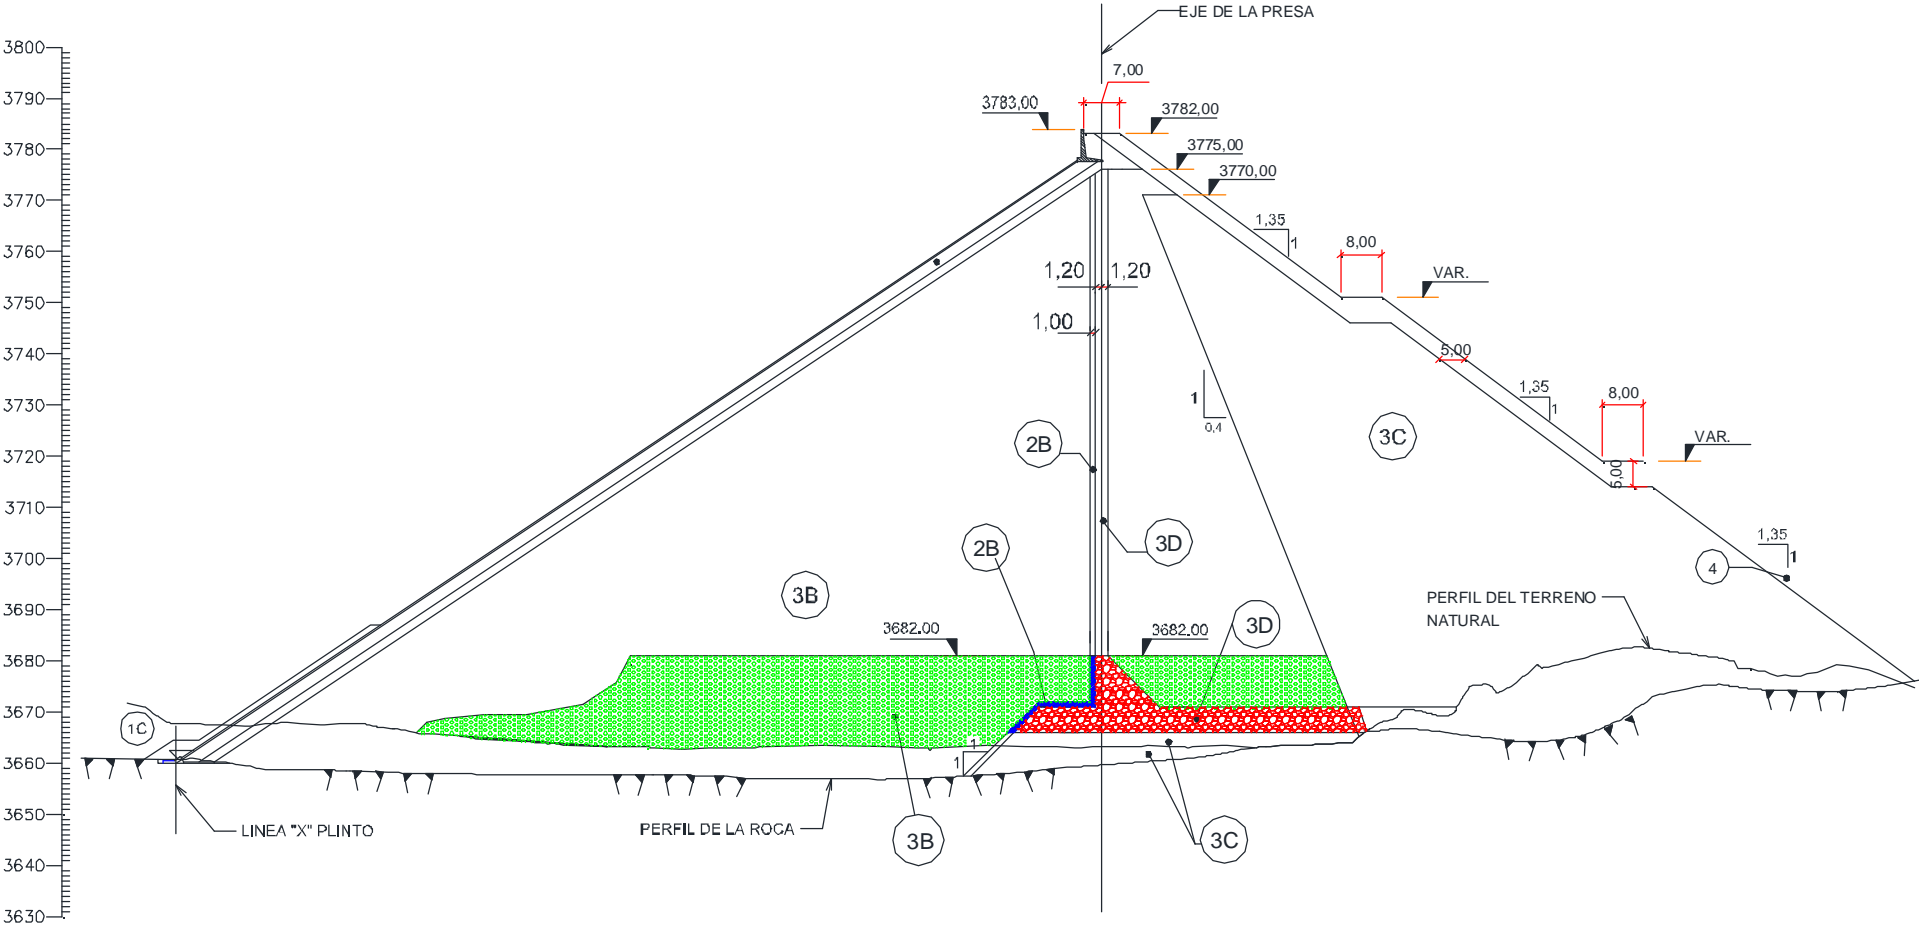 EJE DE LA PRESA
3800
7,00
3790
3783,00
3782,00
3780
3775,00
3770,00
3770
1,35
1
8,00
3760
VAR.
1,20
1,20
3750
1,00
3740
5,00
1,35
1
8,00
3730
1
0,4
3C
2B
VAR.
3720
5,00
3710
3D
2B
1,35
1
3700
4
3B
PERFIL DEL TERRENO
NATURAL
3690
3682.00
3682.00
3D
3680
3670
1C
1
1
3660
3650
LINEA "X" PLINTO
PERFIL DE LA ROCA
3B
3C
3640
3630